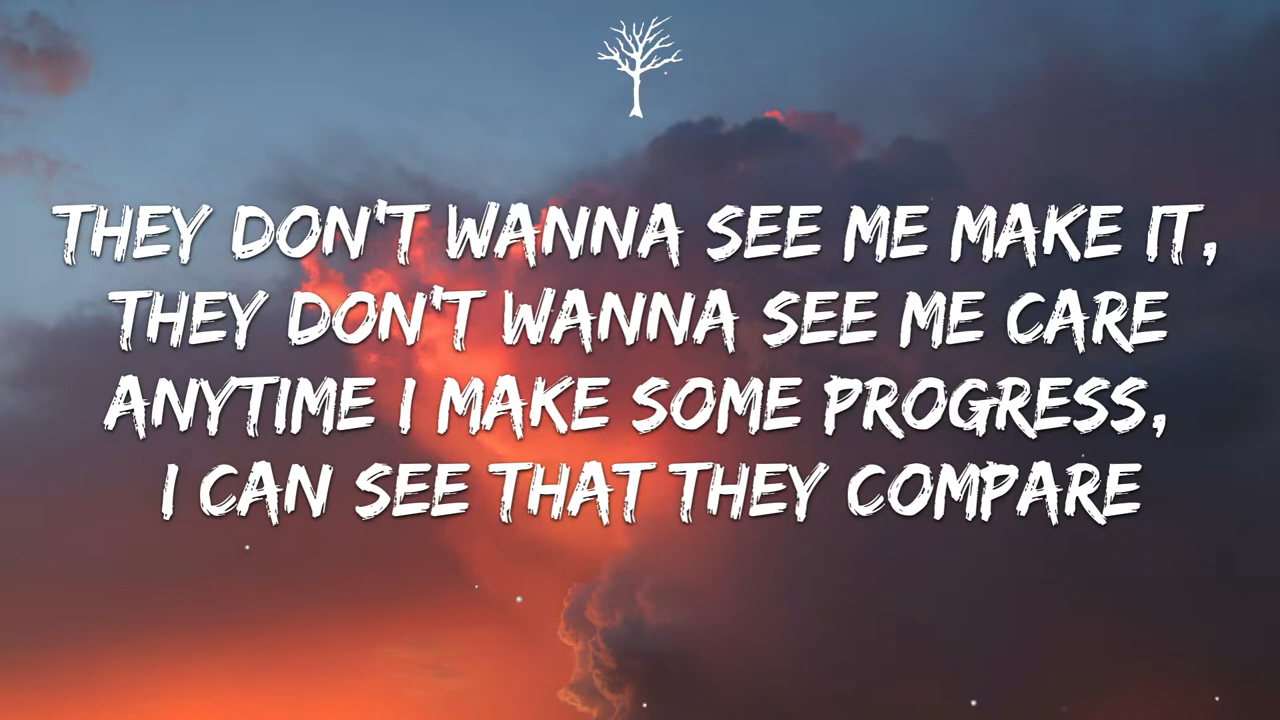 THEY DON'T WANNA SEE ME MAKE IT,
THEY DON'T WANNA SEE ME CARE
ANYTIME I MAKE SOME PROGRESS,
I CAN SEE THAT THEY COMPARE